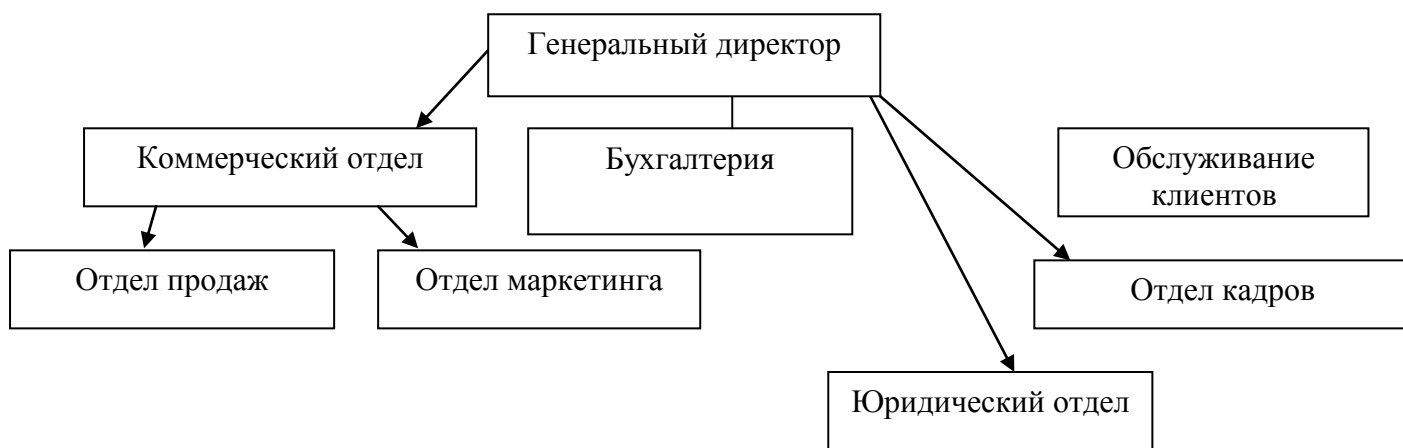 Генеральный директор
Коммерческий отдел
Бухгалтерия
Обслуживание
клиентов
Отдел продаж
Отдел маркетинга
Отдел кадров
Юридический отдел